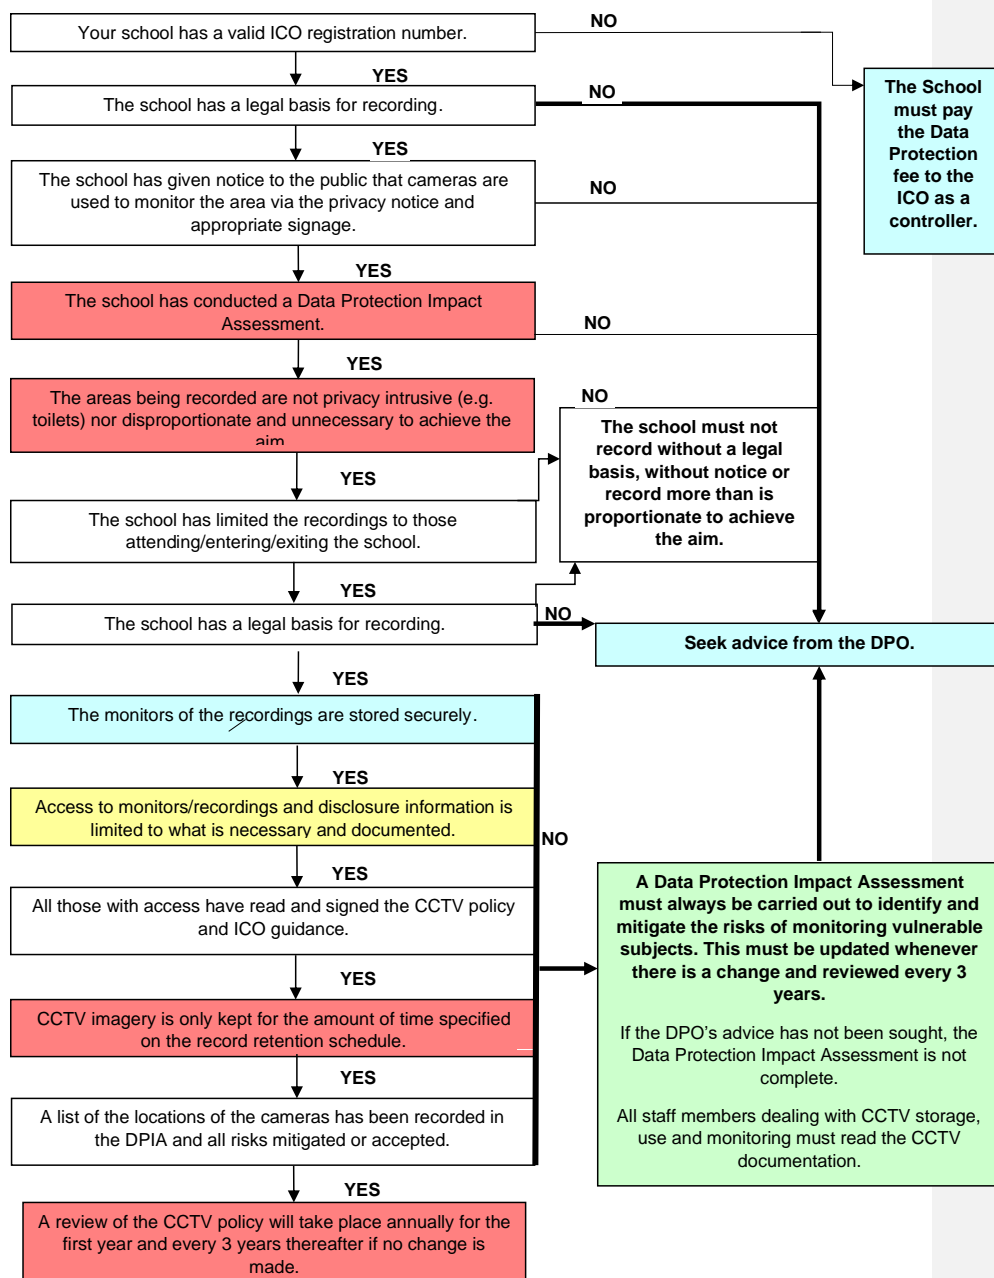 NO
Your school has a valid ICO registration number.
YES
The School
must pay
the Data
Protection
fee to the
ICO as a
controller.
The school has a legal basis for recording.
NO
YES
The school has given notice to the public that cameras are
used to monitor the area via the privacy notice and
appropriate signage.
NO
YES
The school has conducted a Data Protection Impact
Assessment.
NO
YES
The areas being recorded are not privacy intrusive (e.g.
toilets) nor disproportionate and unnecessary to achieve the
aim
NO
The school must not
record without a legal
basis, without notice or
record more than is
proportionate to achieve
the aim.
YES
The school has limited the recordings to those
attending/entering/exiting the school.
YES
The school has a legal basis for recording.
NO
Seek advice from the DPO.
YES
The monitors of the recordings are stored securely.
YES
Access to monitors/recordings and disclosure information is
limited to what is necessary and documented.
NO
YES
All those with access have read and signed the CCTV policy
and ICO guidance.
YES
CCTV imagery is only kept for the amount of time specified
on the record retention schedule.
YES
A list of the locations of the cameras has been recorded in
the DPIA and all risks mitigated or accepted.
YES
A review of the CCTV policy will take place annually for the
first year and every 3 years thereafter if no change is
made.
A Data Protection Impact Assessment
must always be carried out to identify and
mitigate the risks of monitoring vulnerable
subjects. This must be updated whenever
there is a change and reviewed every 3
years.
If the DPO's advice has not been sought, the
Data Protection Impact Assessment is not
complete.
All staff members dealing with CCTV storage,
use and monitoring must read the CCTV
documentation.